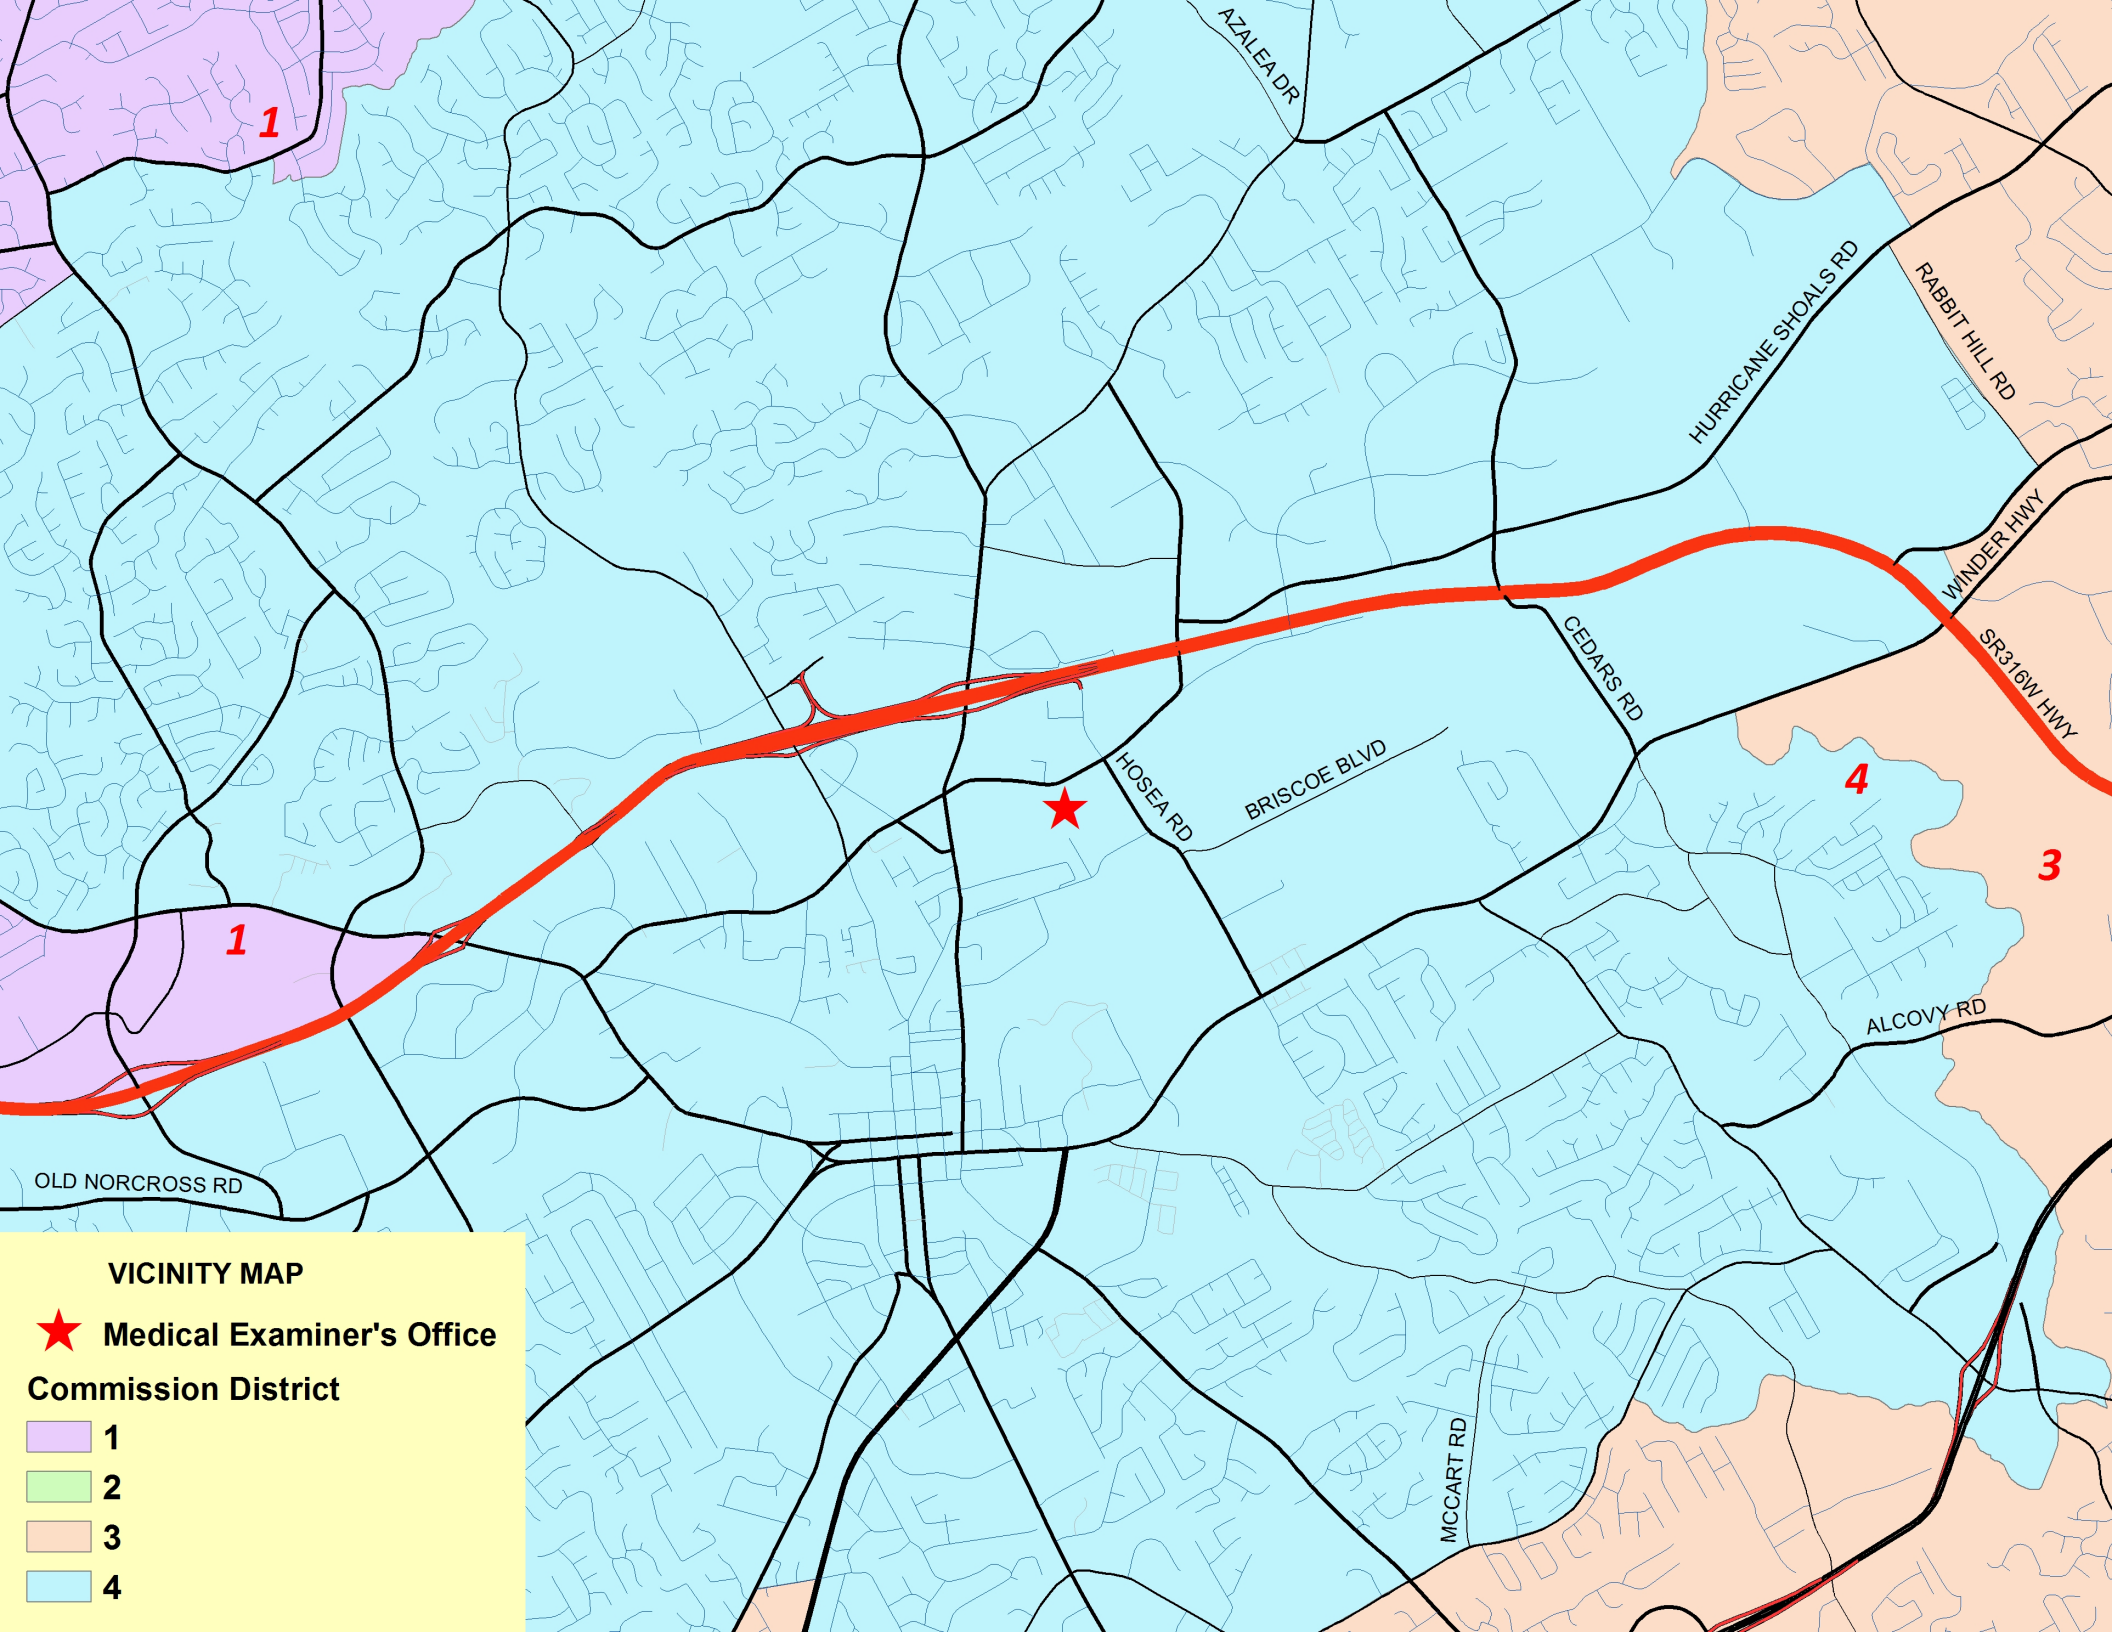 AZALEA DR
1
HURRICANE SHOALS RD
RABBIT HILL RD
WINDER HWY
SR316W HWY
CEDARS RD
HOSEA RD
BRISCOE BLVD
4
3
1
ALCOVY RD
OLD NORCROSS RD
MCCART RD
VICINITY MAP
Medical Examiner's Office
Commission District
1
2
3
4